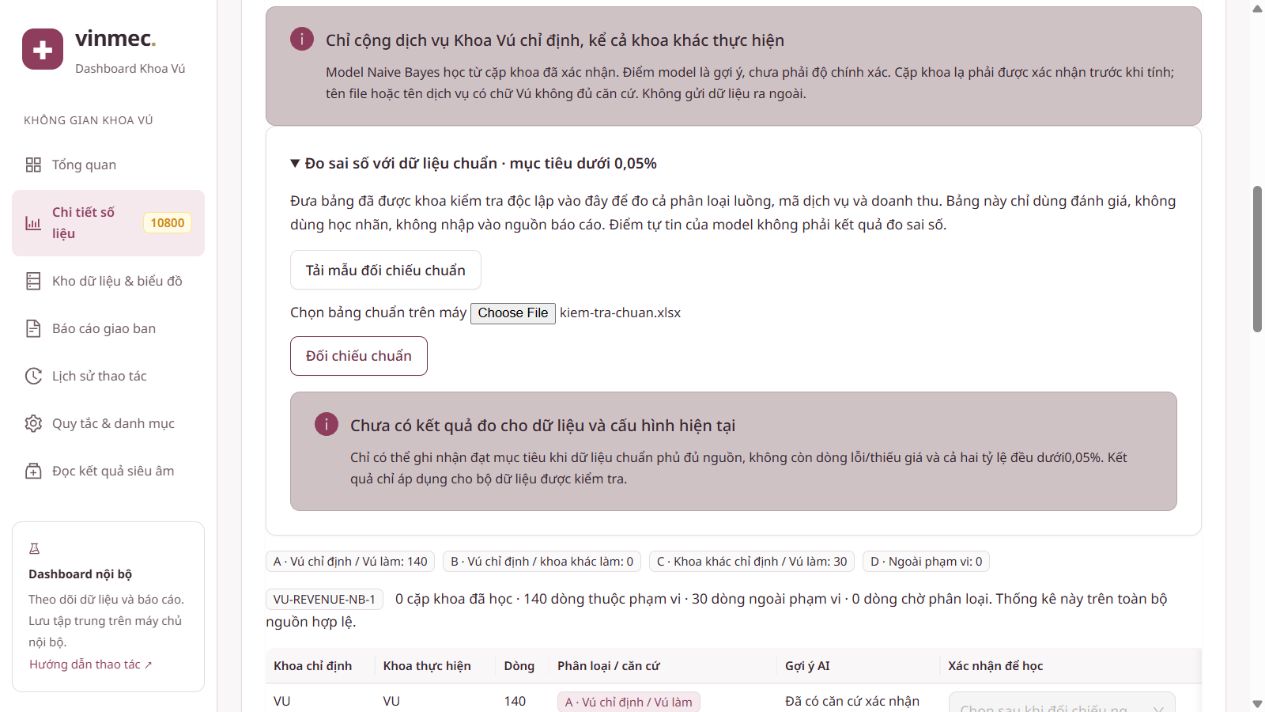 vinmec.
Dashboard Khoa Vú
KHÔNG GIAN KHOA VÚ
Tổng quan
Chi tiết số
liệu
10800
Kho dữ liệu & biểu đồ
Báo cáo giao ban
Lịch sử thao tác
Quy tắc & danh mục
Đọc kết quả siêu âm
Dashboard nội bộ
Theo dõi dữ liệu và báo cáo.
Lưu tập trung trên máy chủ
nội bộ.
Hướng dẫn thao tác ↗
Chỉ cộng dịch vụ Khoa Vú chỉ định, kể cả khoa khác thực hiện
Model Naive Bayes học từ cặp khoa đã xác nhận. Điểm model là gợi ý, chưa phải độ chính xác. Cặp khoa lạ phải được xác nhận trước khi tính;
tên file hoặc tên dịch vụ có chữ Vú không đủ căn cứ. Không gửi dữ liệu ra ngoài.
▼ Đo sai số với dữ liệu chuẩn · mục tiêu dưới 0,05%
Đưa bảng đã được khoa kiểm tra độc lập vào đây để đo cả phân loại luồng, mã dịch vụ và doanh thu. Bảng này chỉ dùng đánh giá, không
dùng học nhãn, không nhập vào nguồn báo cáo. Điểm tự tin của model không phải kết quả đo sai số.
Tải mẫu đối chiếu chuẩn
Chọn bảng chuẩn trên máy Choose File kiem-tra-chuan.xlsx
Đối chiếu chuẩn
Chưa có kết quả đo cho dữ liệu và cấu hình hiện tại
Chỉ có thể ghi nhận đạt mục tiêu khi dữ liệu chuẩn phủ đủ nguồn, không còn dòng lỗi/thiếu giá và cả hai tỷ lệ đều dưới0,05%. Kết
quả chỉ áp dụng cho bộ dữ liệu được kiểm tra.
A · Vú chỉ định / Vú làm: 140 B · Vú chỉ định / khoa khác làm: 0 C · Khoa khác chỉ định / Vú làm: 30 D · Ngoài phạm vi: 0
VU-REVENUE-NB-1 0 cặp khoa đã học · 140 dòng thuộc phạm vi · 30 dòng ngoài phạm vi · 0 dòng chờ phân loại. Thống kê này trên toàn bộ
nguồn hợp lệ.
Khoa chỉ định Khoa thực hiện Dòng Phân loại / căn cứ Gợi ý AI Xác nhận để học
VU VU 140 A · Vú chỉ định / Vú làm Đã có căn cứ xác nhận Chọn sau khi đối chiếu ng...